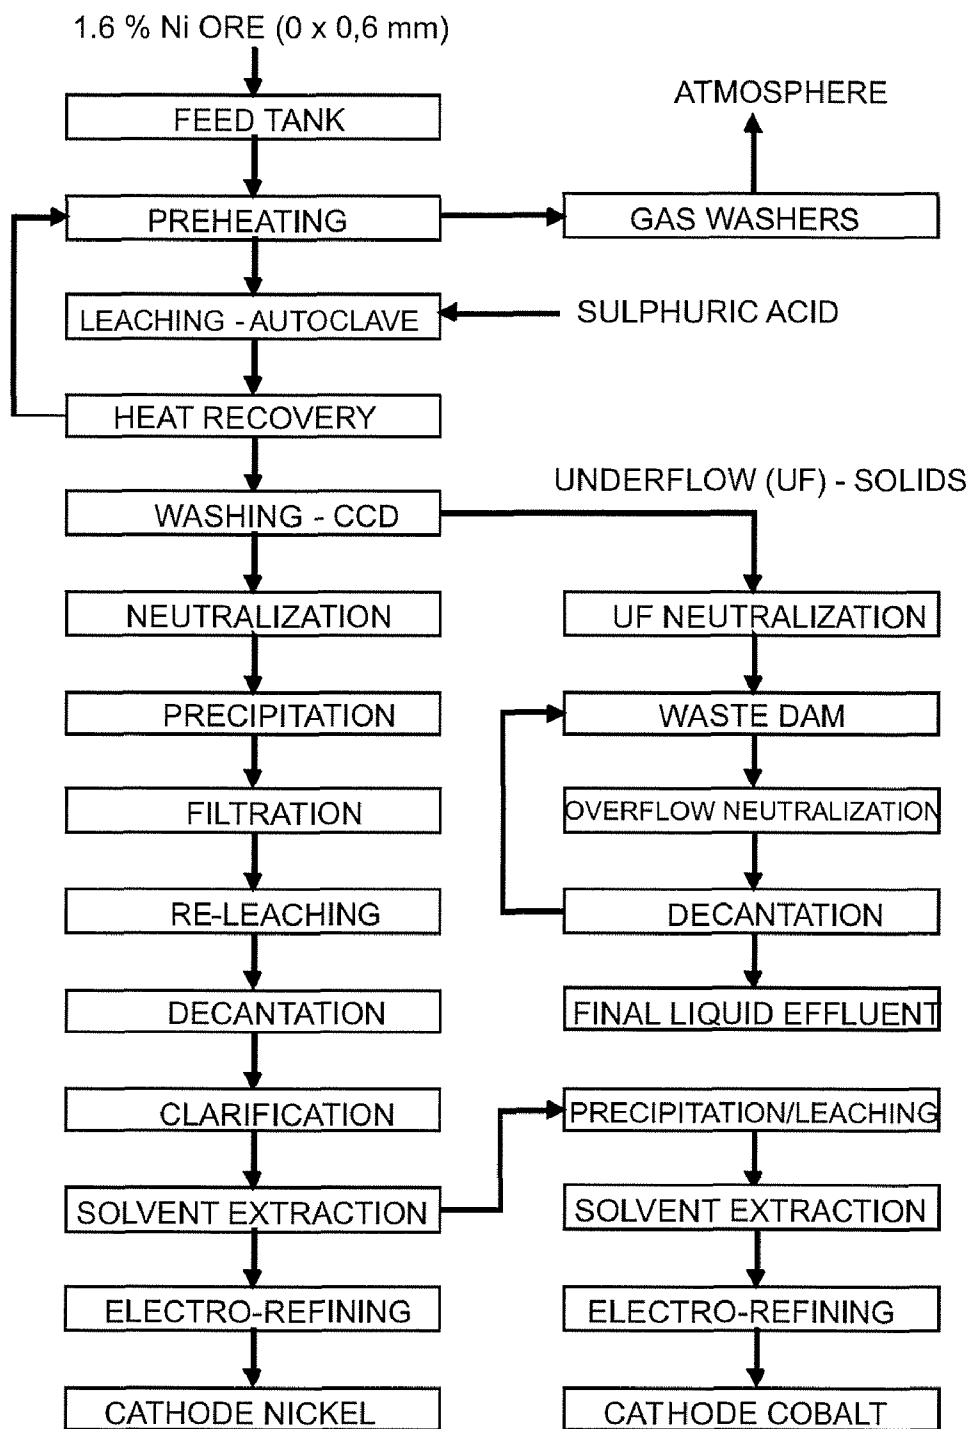 1.6 % Ni ORE (0 x 0,6 mm)
FEED TANK
PREHEATING
LEACHING - AUTOCLAVE
HEAT RECOVERY
WASHING - CCD
NEUTRALIZATION
PRECIPITATION
FILTRATION
RE-LEACHING
DECANTATION
CLARIFICATION
SOLVENT EXTRACTION
ELECTRO-REFINING
CATHODE NICKEL
ATMOSPHERE
GAS WASHERS
SULPHURIC ACID
UNDERFLOW (UF) - SOLIDS
UF NEUTRALIZATION
WASTE DAM
OVERFLOW NEUTRALIZATION
DECANTATION
FINAL LIQUID EFFLUENT
PRECIPITATION/LEACHING
SOLVENT EXTRACTION
ELECTRO-REFINING
CATHODE COBALT